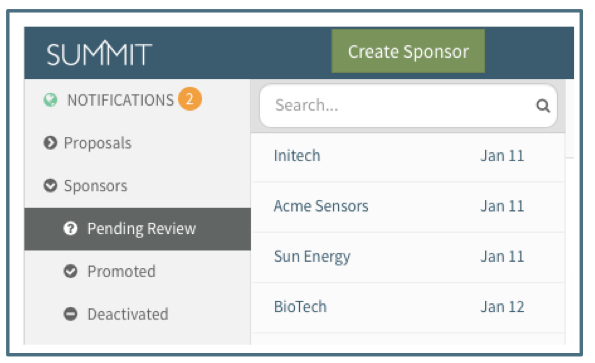 SUMMIT
Create Sponsor
NOTIFICATIONS 2
Proposals
Sponsors
Pending Review
Promoted
Deactivated
Search...
Initech Jan 11
Acme Sensors Jan 11
Sun Energy Jan 11
BioTech Jan 12